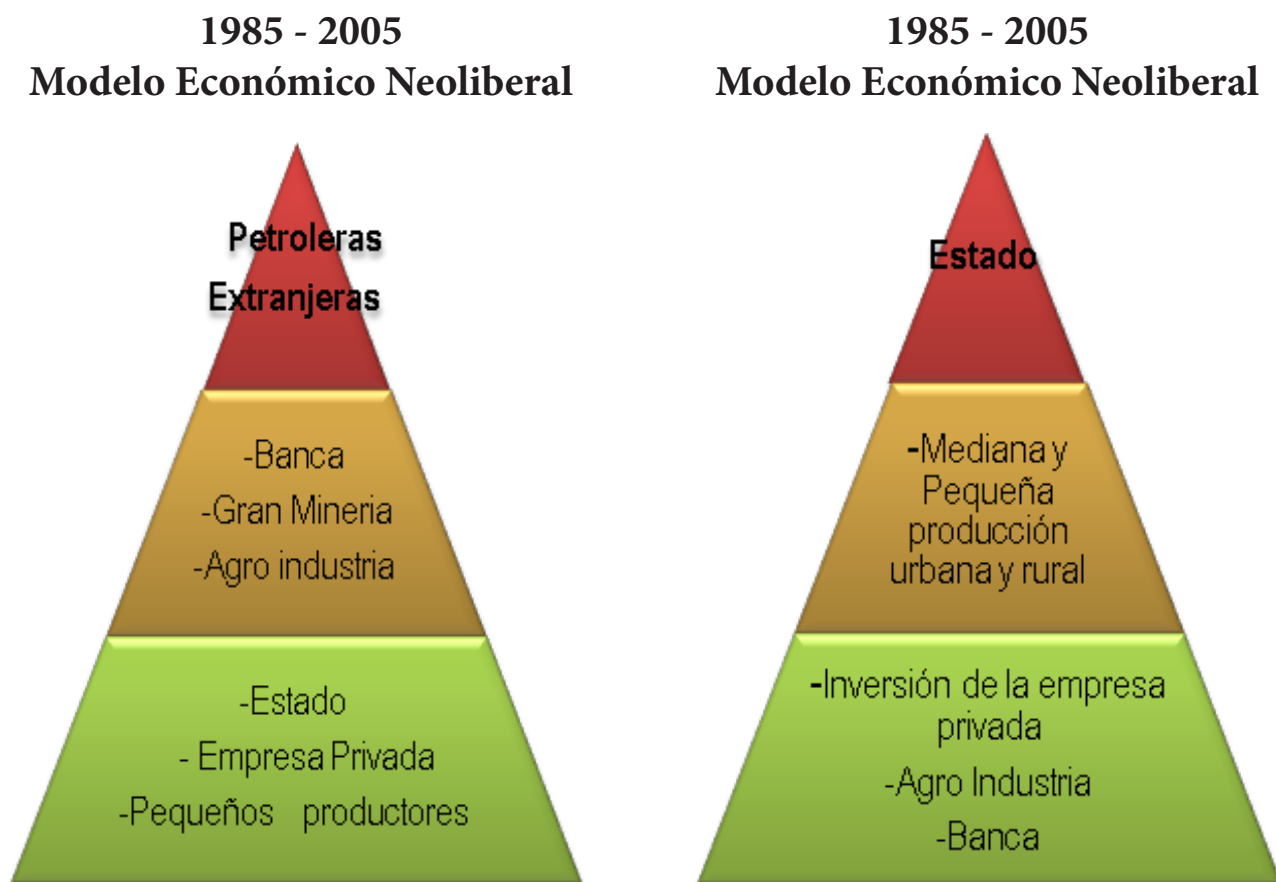 1985 - 2005
Modelo Económico Neoliberal
Petroleras
Extranjeras
-Banca
-Gran Mineria
-Agro industria
-Estado
- Empresa Privada
-Pequeños productores
1985 - 2005
Modelo Económico Neoliberal
Estado
-Mediana y
Pequeña
producción
urbana y rural
-Inversión de la empresa
privada
-Agro Industria
-Banca